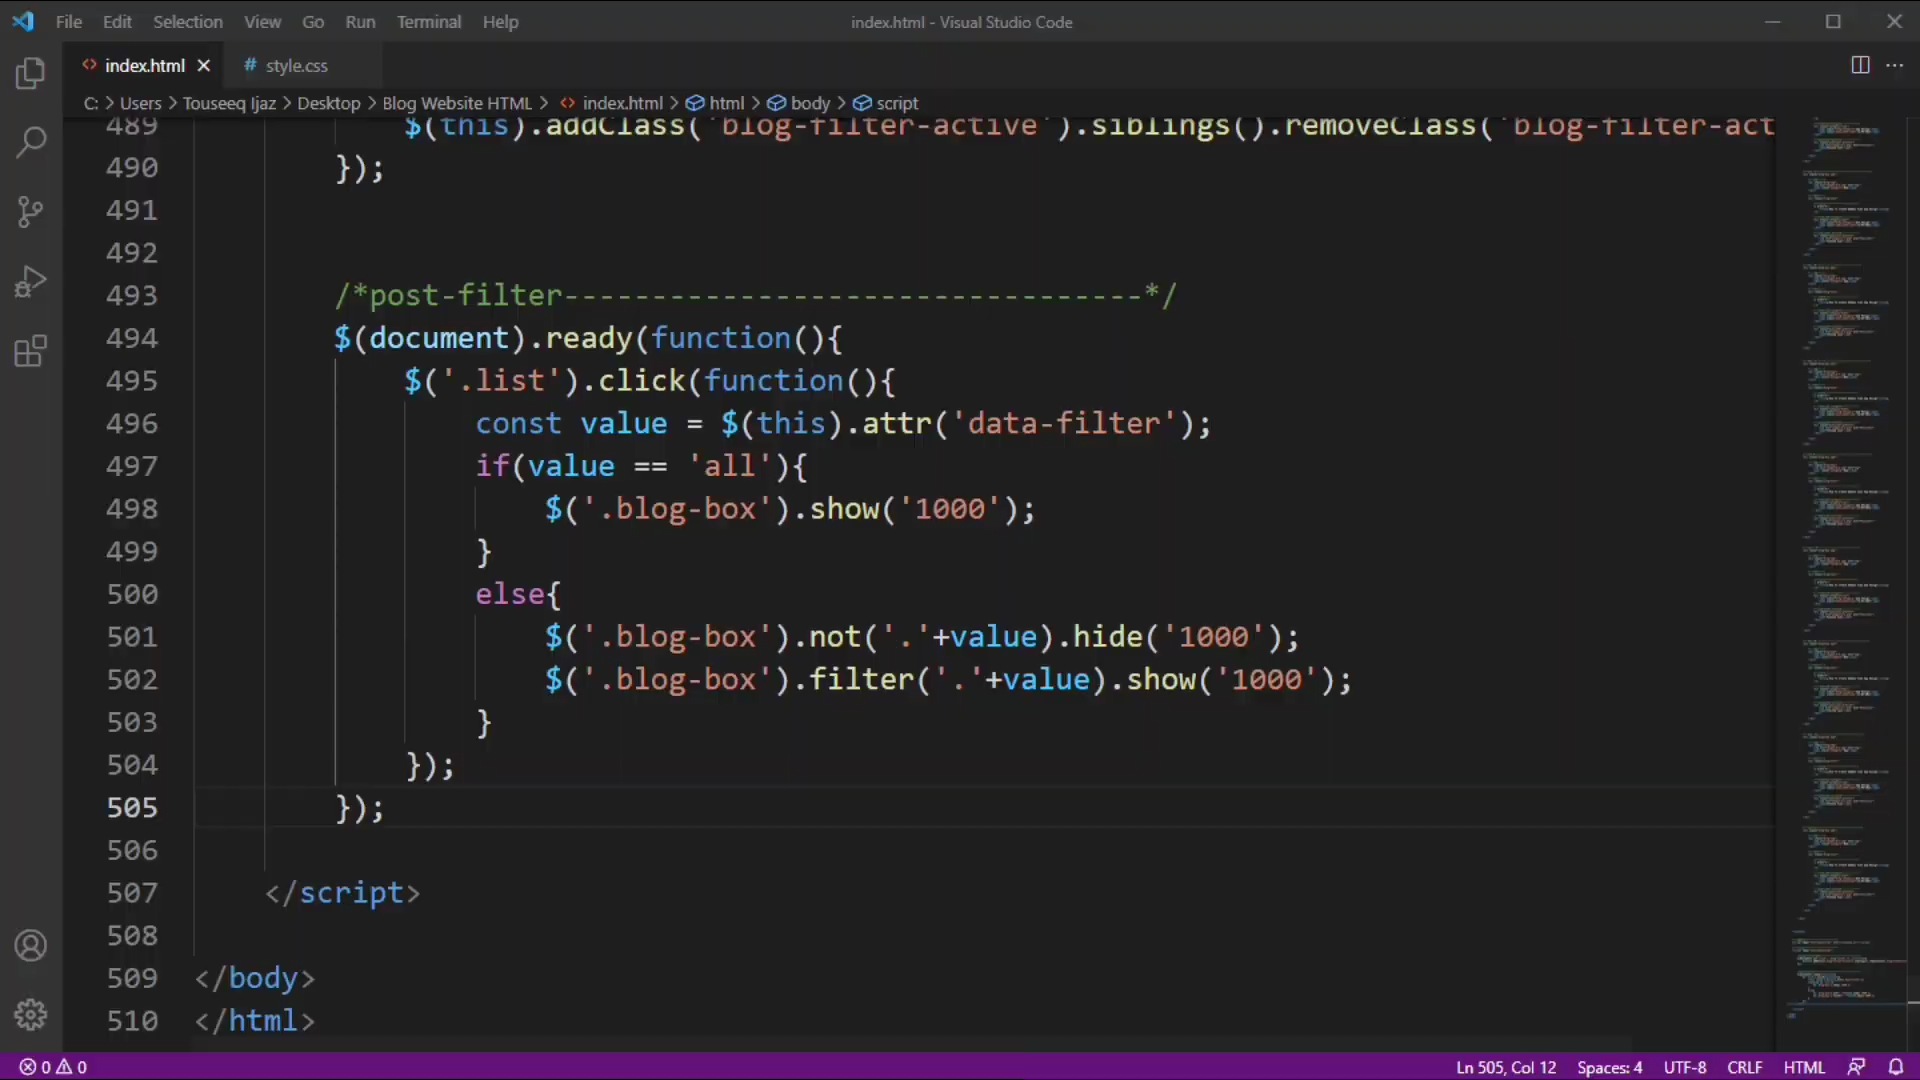 File Edit Selection View Go Run Terminal Help index.html - Visual Studio Code
index.html # style.css
C: > Users > Touseeq Ijaz > Desktop > Blog Website HTML > index.html > html > body > script
489 $(this).addClass('blog-filter-active').siblings().removeClass('blog-filter-act
490 });
491
492
493 /*post-filter---------------------------------*/
494 $(document).ready(function(){
495 $('.list').click(function(){
496 const value = $(this).attr('data-filter');
497 if(value == 'all'){
498 $('.blog-box').show('1000');
499 }
500 else{
501 $('.blog-box').not('.'+value).hide('1000');
502 $('.blog-box').filter('.'+value).show('1000');
503 }
504 });
505 });
506
507 </script>
508
509 </body>
510 </html>
0 0 Ln 505, Col 12 Spaces: 4 UTF-8 CRLF HTML